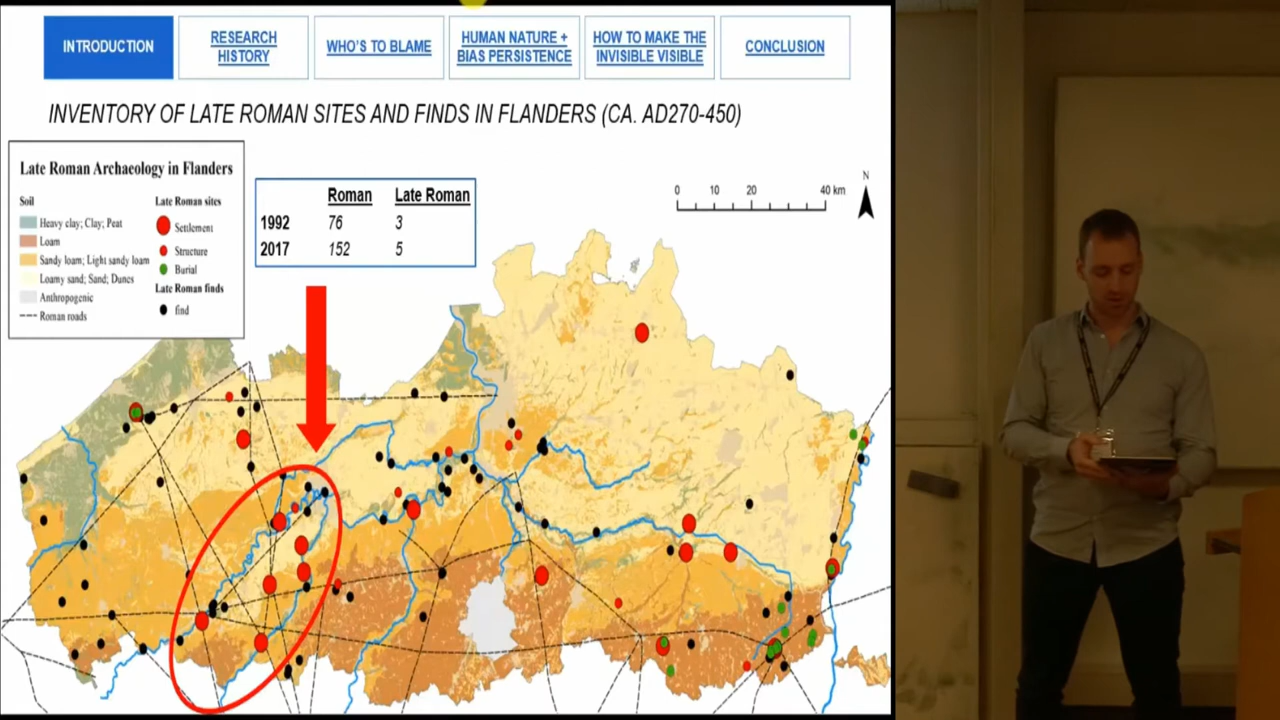 INTRODUCTION
RESEARCH
HISTORY
WHO'S TO BLAME
HUMAN NATURE +
BIAS PERSISTENCE
HOW TO MAKE THE
INVISIBLE VISIBLE
CONCLUSION
INVENTORY OF LATE ROMAN SITES AND FINDS IN FLANDERS (CA. AD270-450)
Late Roman Archaeology in Flanders
Soil
Heavy clay; Clay; Peat
Loam
Sandy loam; Light sandy loam
Loamy sand; Sand; Dunes
Anthropogenic
Roman roads
Late Roman sites
Settlement
Structure
Burial
Late Roman finds
find
Roman Late Roman
1992 76 3
2017 152 5
0 10 20 40 km
N